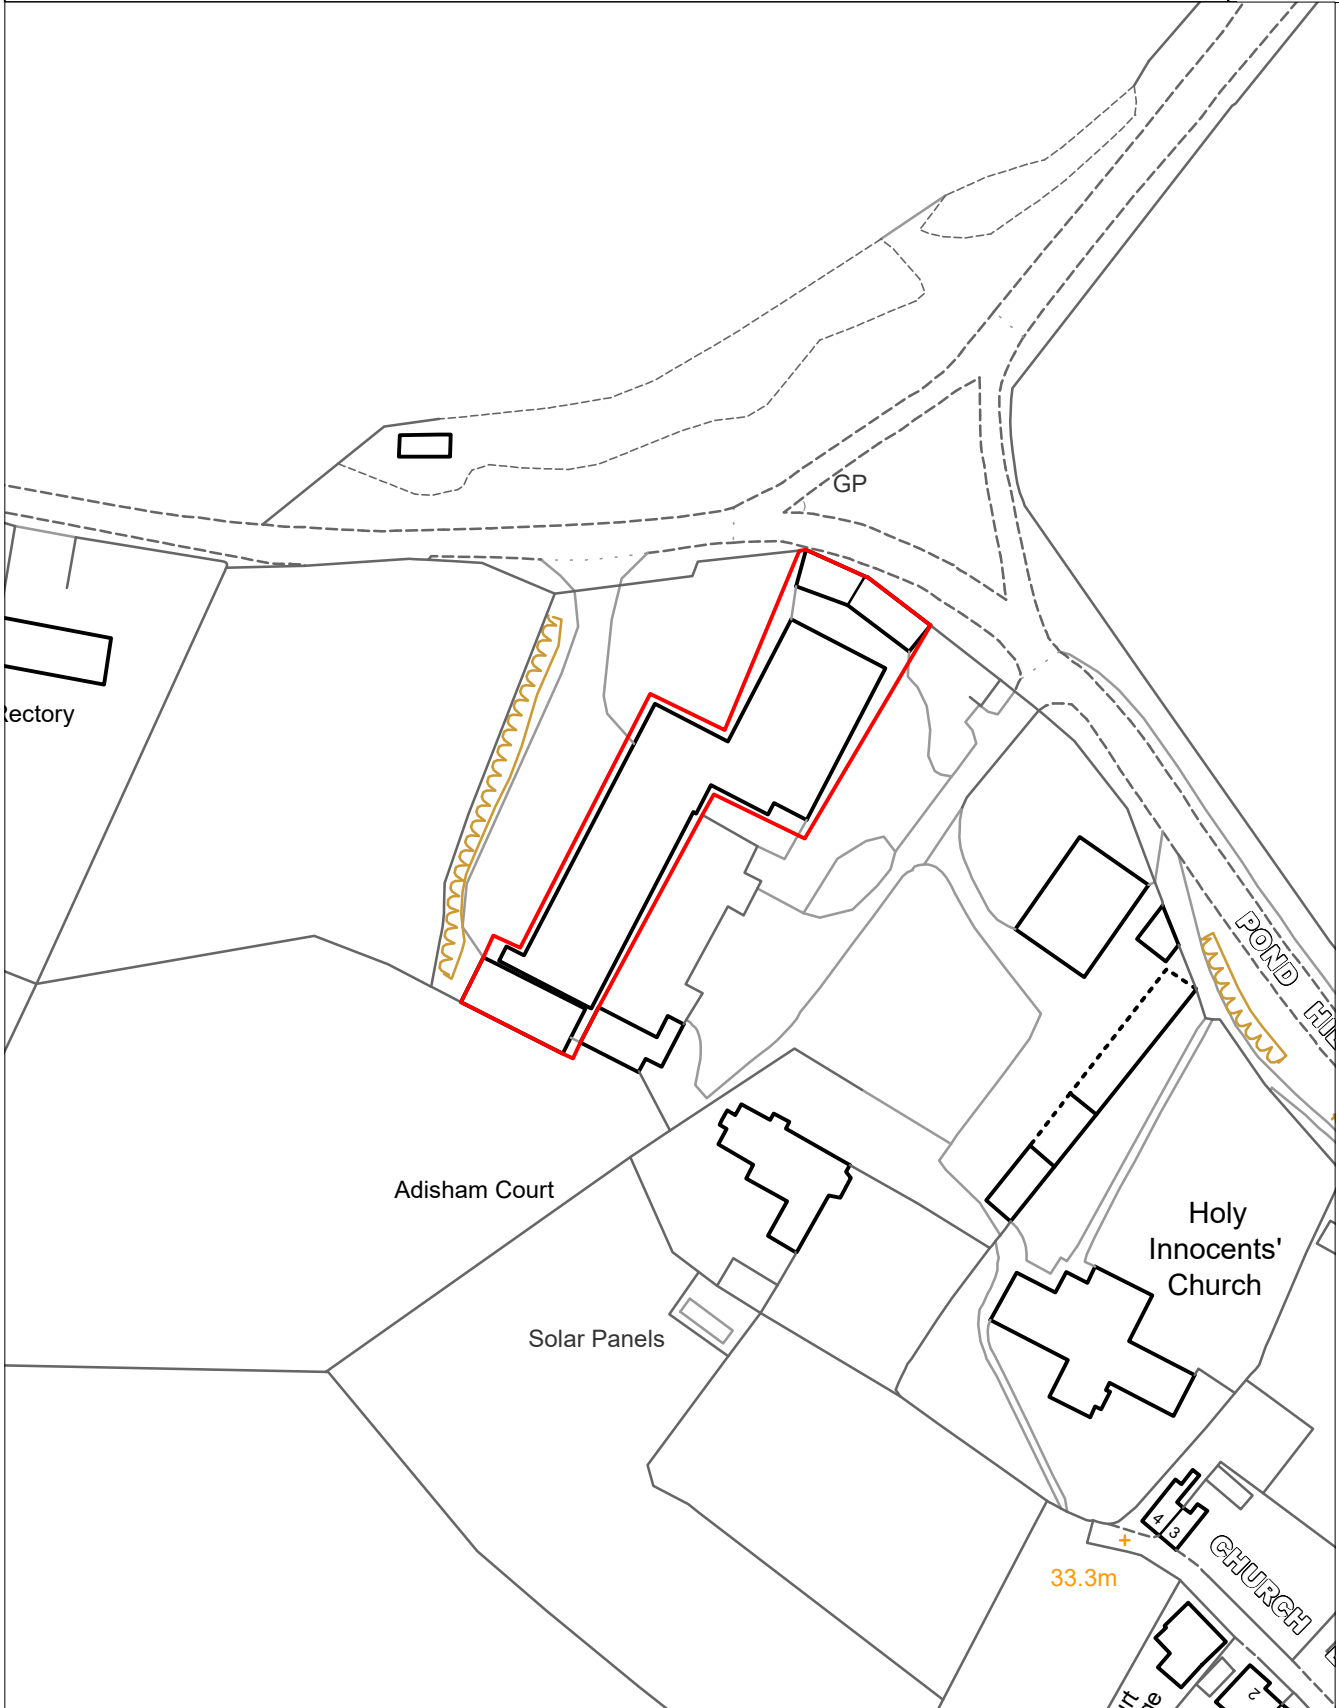 GP
Rectory
POND
Adisham Court
Holy
Innocents'
Church
Solar Panels
4
3
33.3m
CHURCH
2